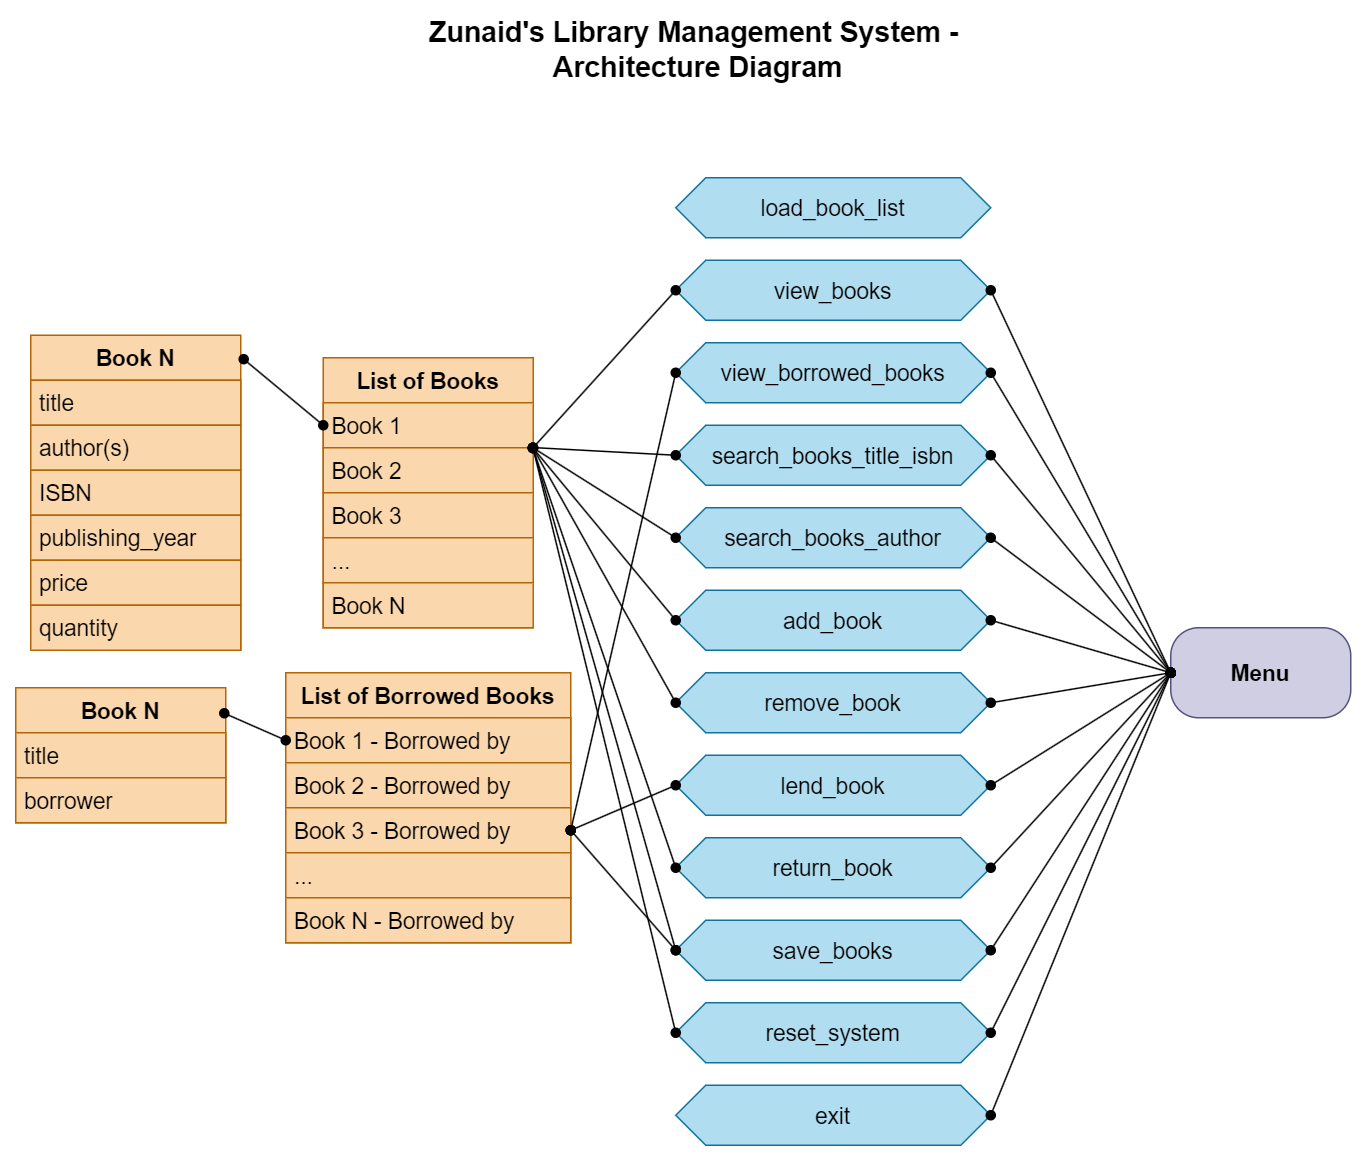 Zunaid's Library Management System -
Architecture Diagram
Book N
title
author(s)
ISBN
publishing_year
price
quantity
Book N
title
borrower
List of Books
Book 1
Book 2
Book 3
...
Book N
List of Borrowed Books
Book 1 - Borrowed by
Book 2 - Borrowed by
Book 3 - Borrowed by
...
Book N - Borrowed by
load_book_list
view_books
view_borrowed_books
search_books_title_isbn
search_books_author
add_book
remove_book
lend_book
return_book
save_books
reset_system
exit
Menu